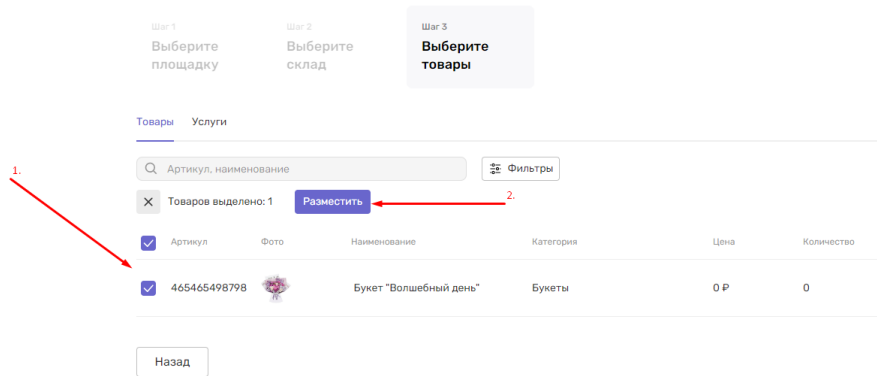 Шаг 1
Выберите
площадку
Шаг 2
Выберите
склад
Шаг 3
Выберите
товары
Товары Услуги
1.
Артикул, наименование Фильтры
Товаров выделено: 1 Разместить 2.
Артикул Фото Наименование Категория Цена Количество
465465498798 Букет "Волшебный день" Букеты 0 ₽ 0
Назад